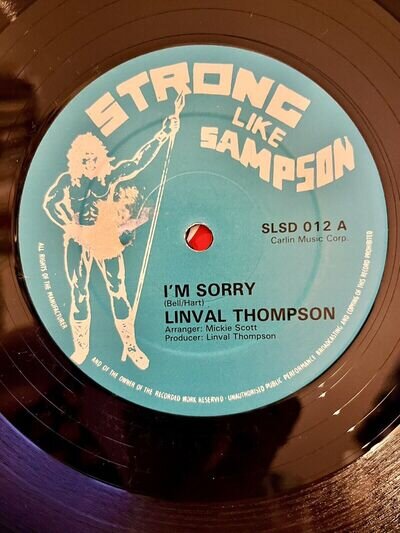 STRONG
LIKE
SAMPSON
SLSD 012 A
Carlin Music Corp.
I'M SORRY
(Bell/Hart)
LINVAL THOMPSON
Arranger: Mickie Scott
Producer: Linval Thompson
ALL RIGHTS OF THE MANUFACTURER
AND OF THE OWNER OF THE RECORDED WORK RESERVED · UNAUTHORISED PUBLIC PERFORMANCE BROADCASTING AND COPYING OF THIS RECORD PROHIBITED